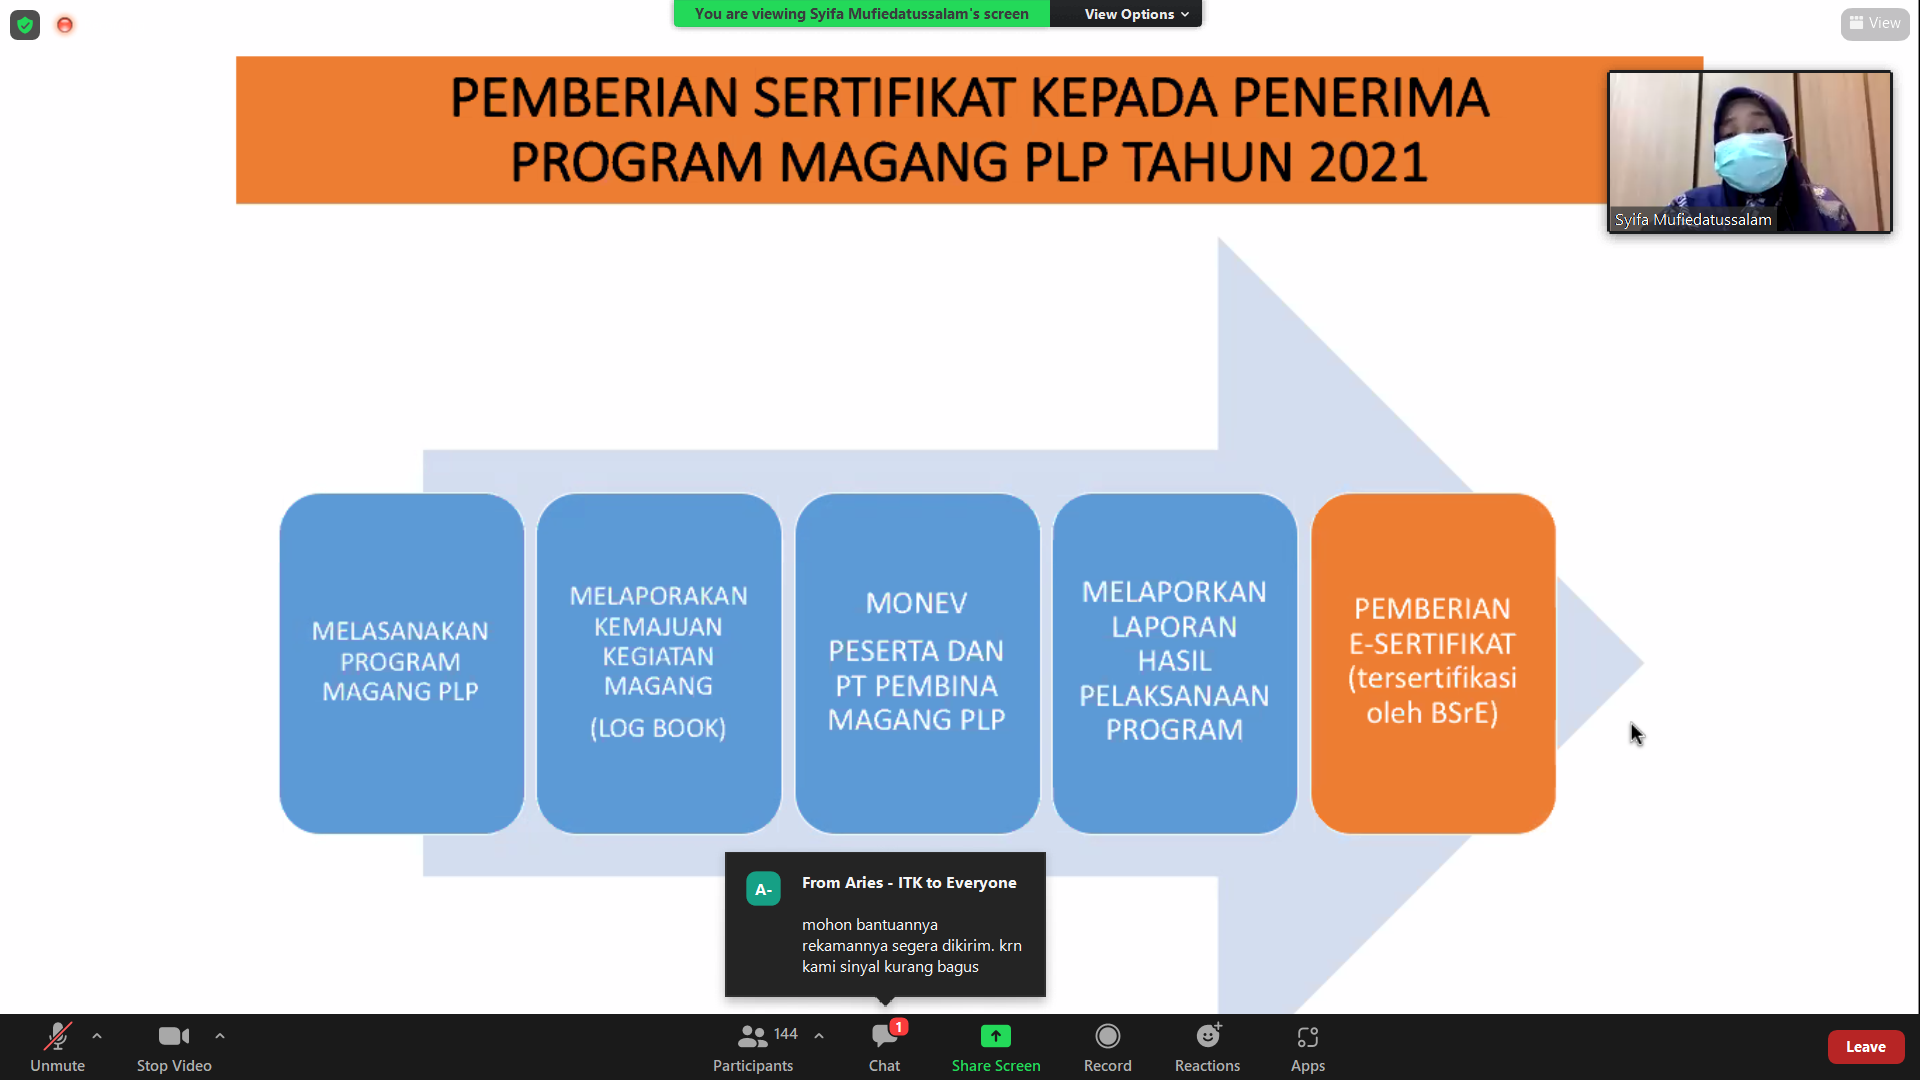 You are viewing Syifa Mufiedatussalam's screen
View Options
View
PEMBERIAN SERTIFIKAT KEPADA PENERIMA
PROGRAM MAGANG PLP TAHUN 2021
Syifa Mufiedatussalam
MELASANAKAN
PROGRAM
MAGANG PLP
MELAPORAKAN
KEMAJUAN
KEGIATAN
MAGANG
(LOG BOOK)
MONEV
PESERTA DAN
PT PEMBINA
MAGANG PLP
MELAPORKAN
LAPORAN
HASIL
PELAKSANAAN
PROGRAM
PEMBERIAN
E-SERTIFIKAT
(tersertifikasi
oleh BSrE)
A-
From Aries - ITK to Everyone
mohon bantuannya
rekamannya segera dikirim. krn
kami sinyal kurang bagus
Unmute
Stop Video
144
Participants
1
Chat
Share Screen
Record
Reactions
Apps
Leave